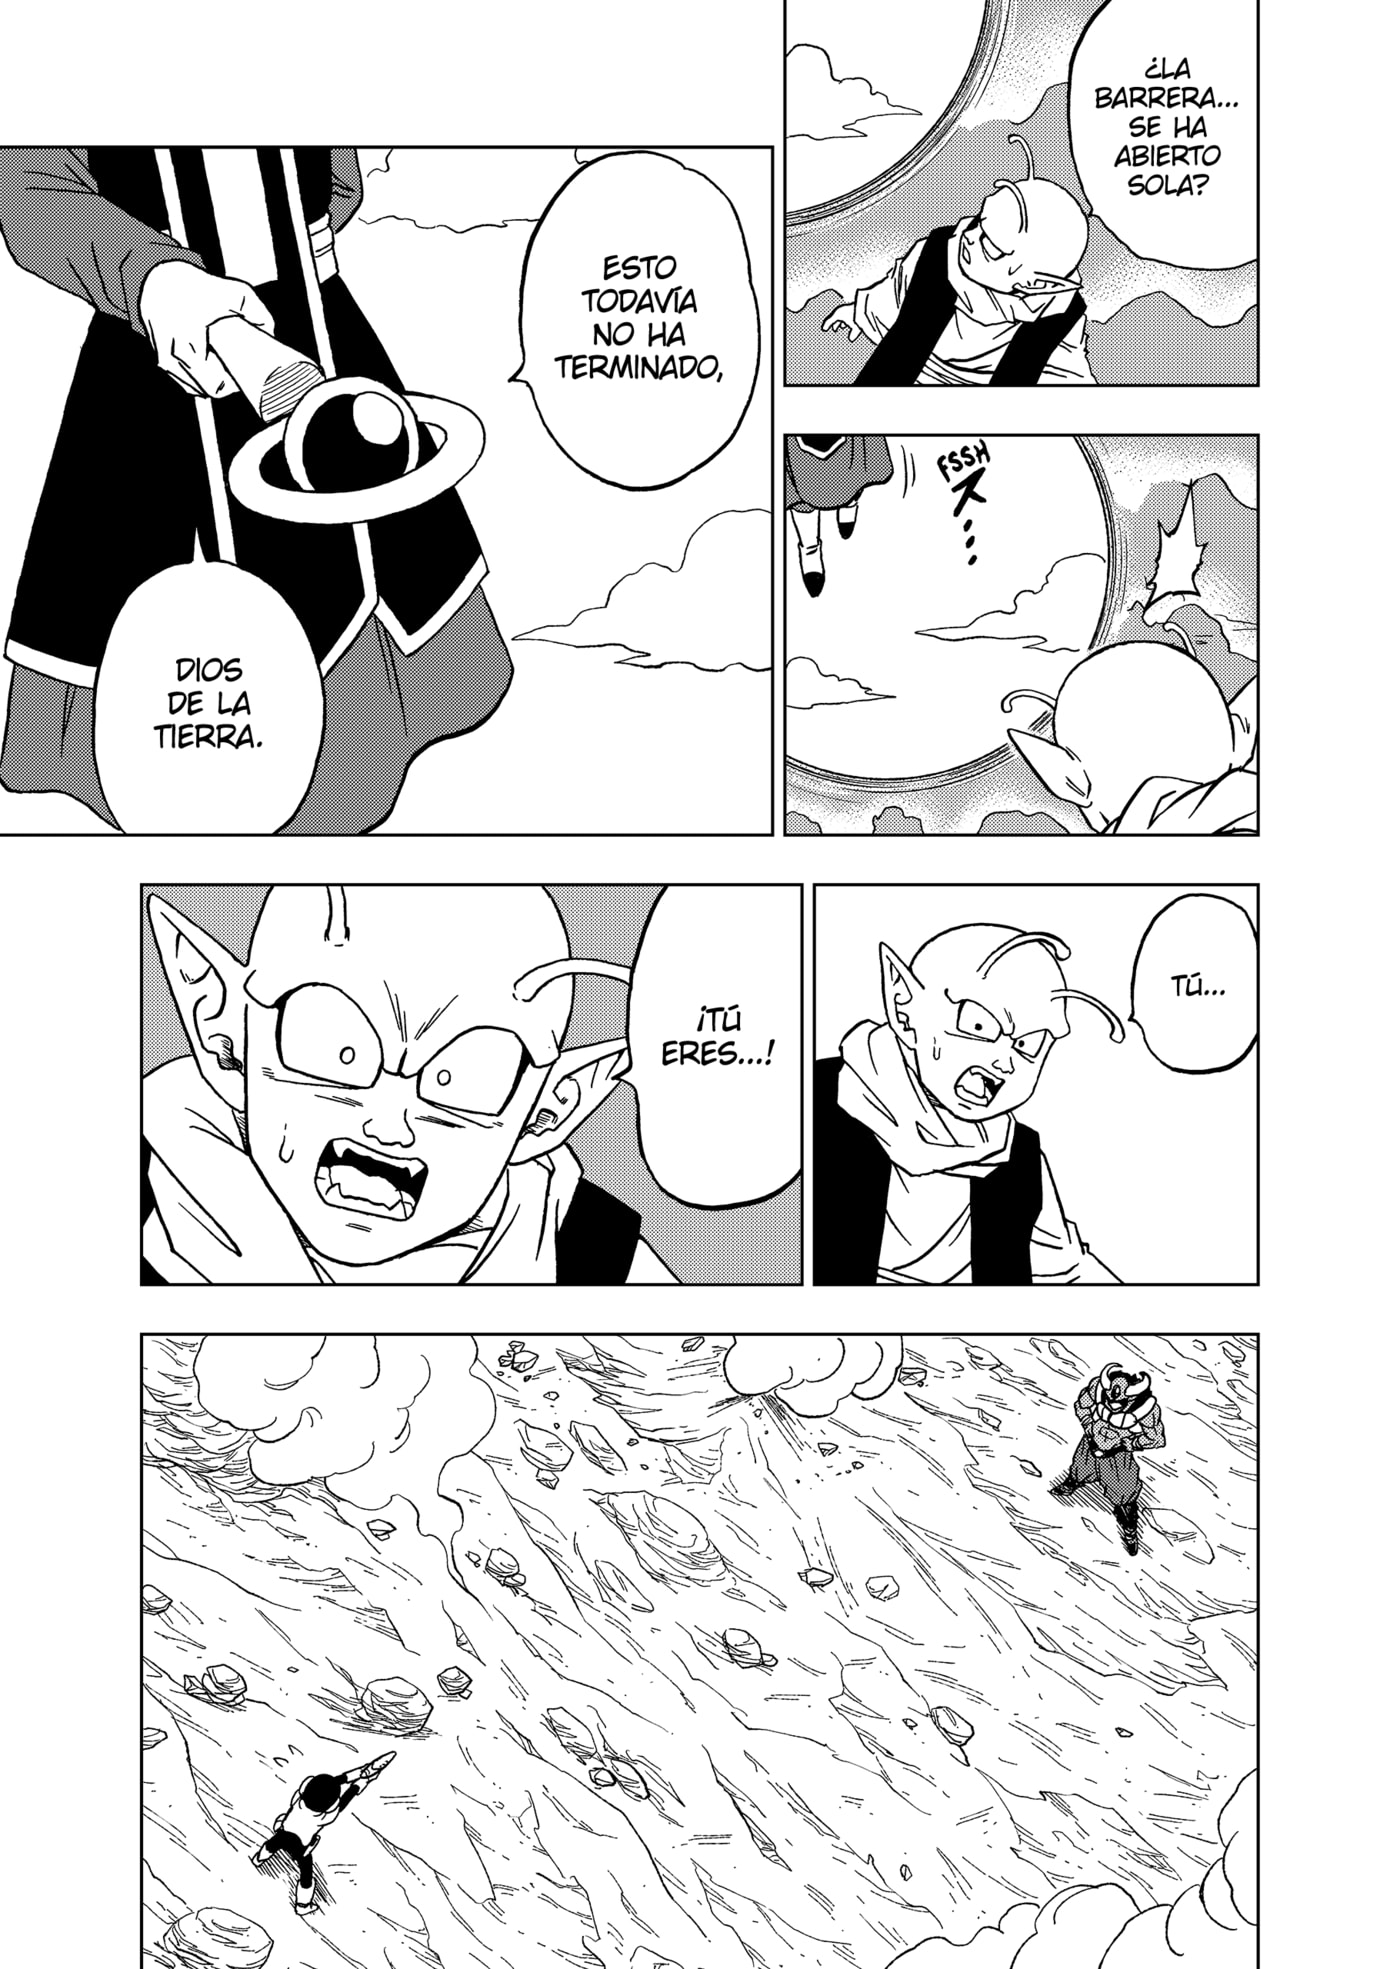 ¿LA
BARRERA...
SE HA
ABIERTO
SOLA?
FSSH
ス...
ESTO
TODAVÍA
NO HA
TERMINADO,
DIOS
DE LA
TIERRA.
TÚ...
¡TÚ
ERES...!